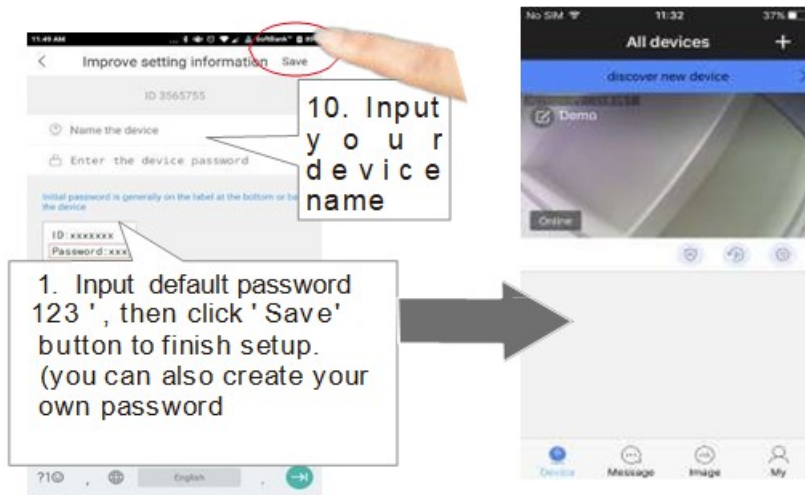 11:49 AM
Improve setting information Save
ID 3565755
Name the device
Enter the device password
Initial password is generally on the label at the bottom or
the device
ID:xxxxxxx
Password:xxx
10. Input
your
device
name
1. Input default password
123 ', then click ' Save'
button to finish setup.
(you can also create your
own password
?1☺ , English .
No SIM 11:32 37%
All devices +
discover new device >
Demo
Online
Device Message Image My